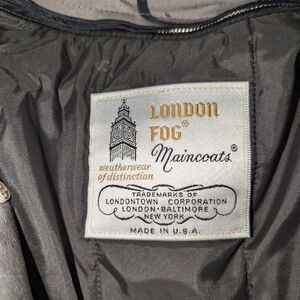 LONDON
FOG®
Maincoats®
weatherwear
of distinction
TRADEMARKS OF
LONDONTOWN CORPORATION
LONDON-BALTIMORE
NEW YORK
MADE IN U.S.A.